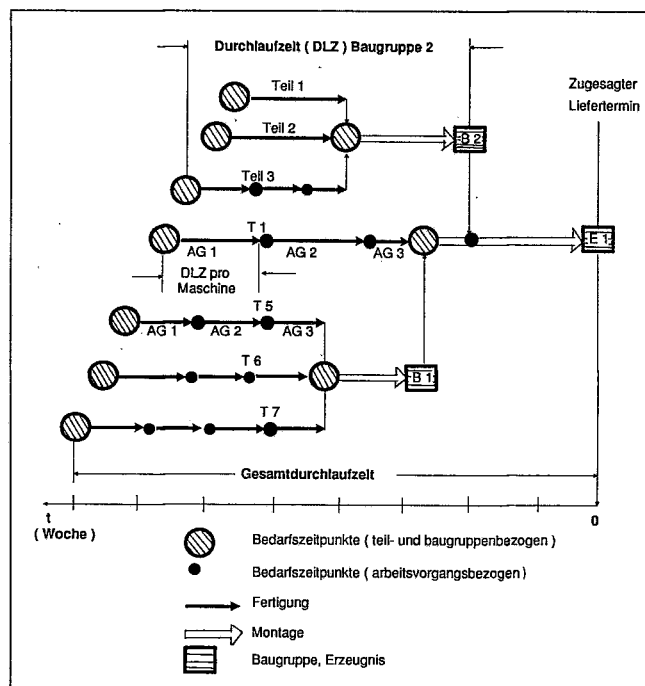 Durchlaufzeit ( DLZ ) Baugruppe 2
Zugesagter
Liefertermin
Teil 1
Teil 2
B 2
Teil 3
T 1
AG 1
AG 2
AG 3
E 1
DLZ pro
Maschine
T 5
AG 1
AG 2
AG 3
T 6
B 1
T 7
Gesamtdurchlaufzelt
t
( Woche )
0
Bedarfszeitpunkte ( teil- und baugruppenbezogen )
Bedarfszeitpunkte ( arbeitsvorgangsbezogen )
Fertigung
Montage
Baugruppe, Erzeugnis